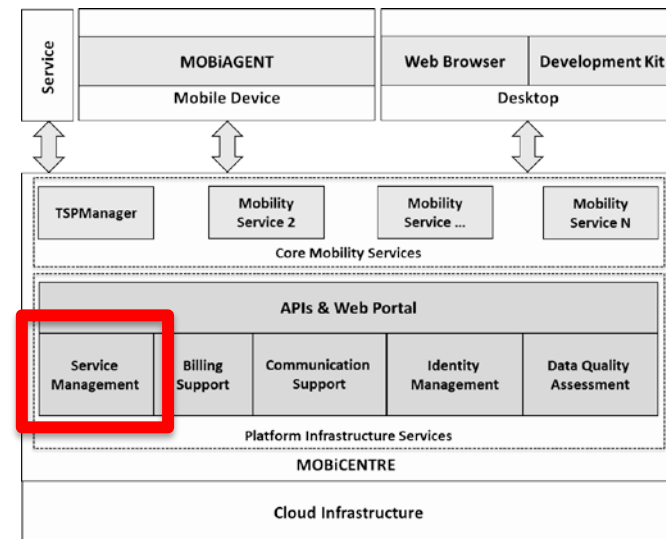 Service
MOBiAGENT
Mobile Device
Web Browser
Development Kit
Desktop
TSPManager
Mobility
Service 2
Mobility
Service ...
Mobility
Service N
Core Mobility Services
APIs & Web Portal
Service
Management
Billing
Support
Communication
Support
Identity
Management
Data Quality
Assessment
Platform Infrastructure Services
MOBiCENTRE
Cloud Infrastructure